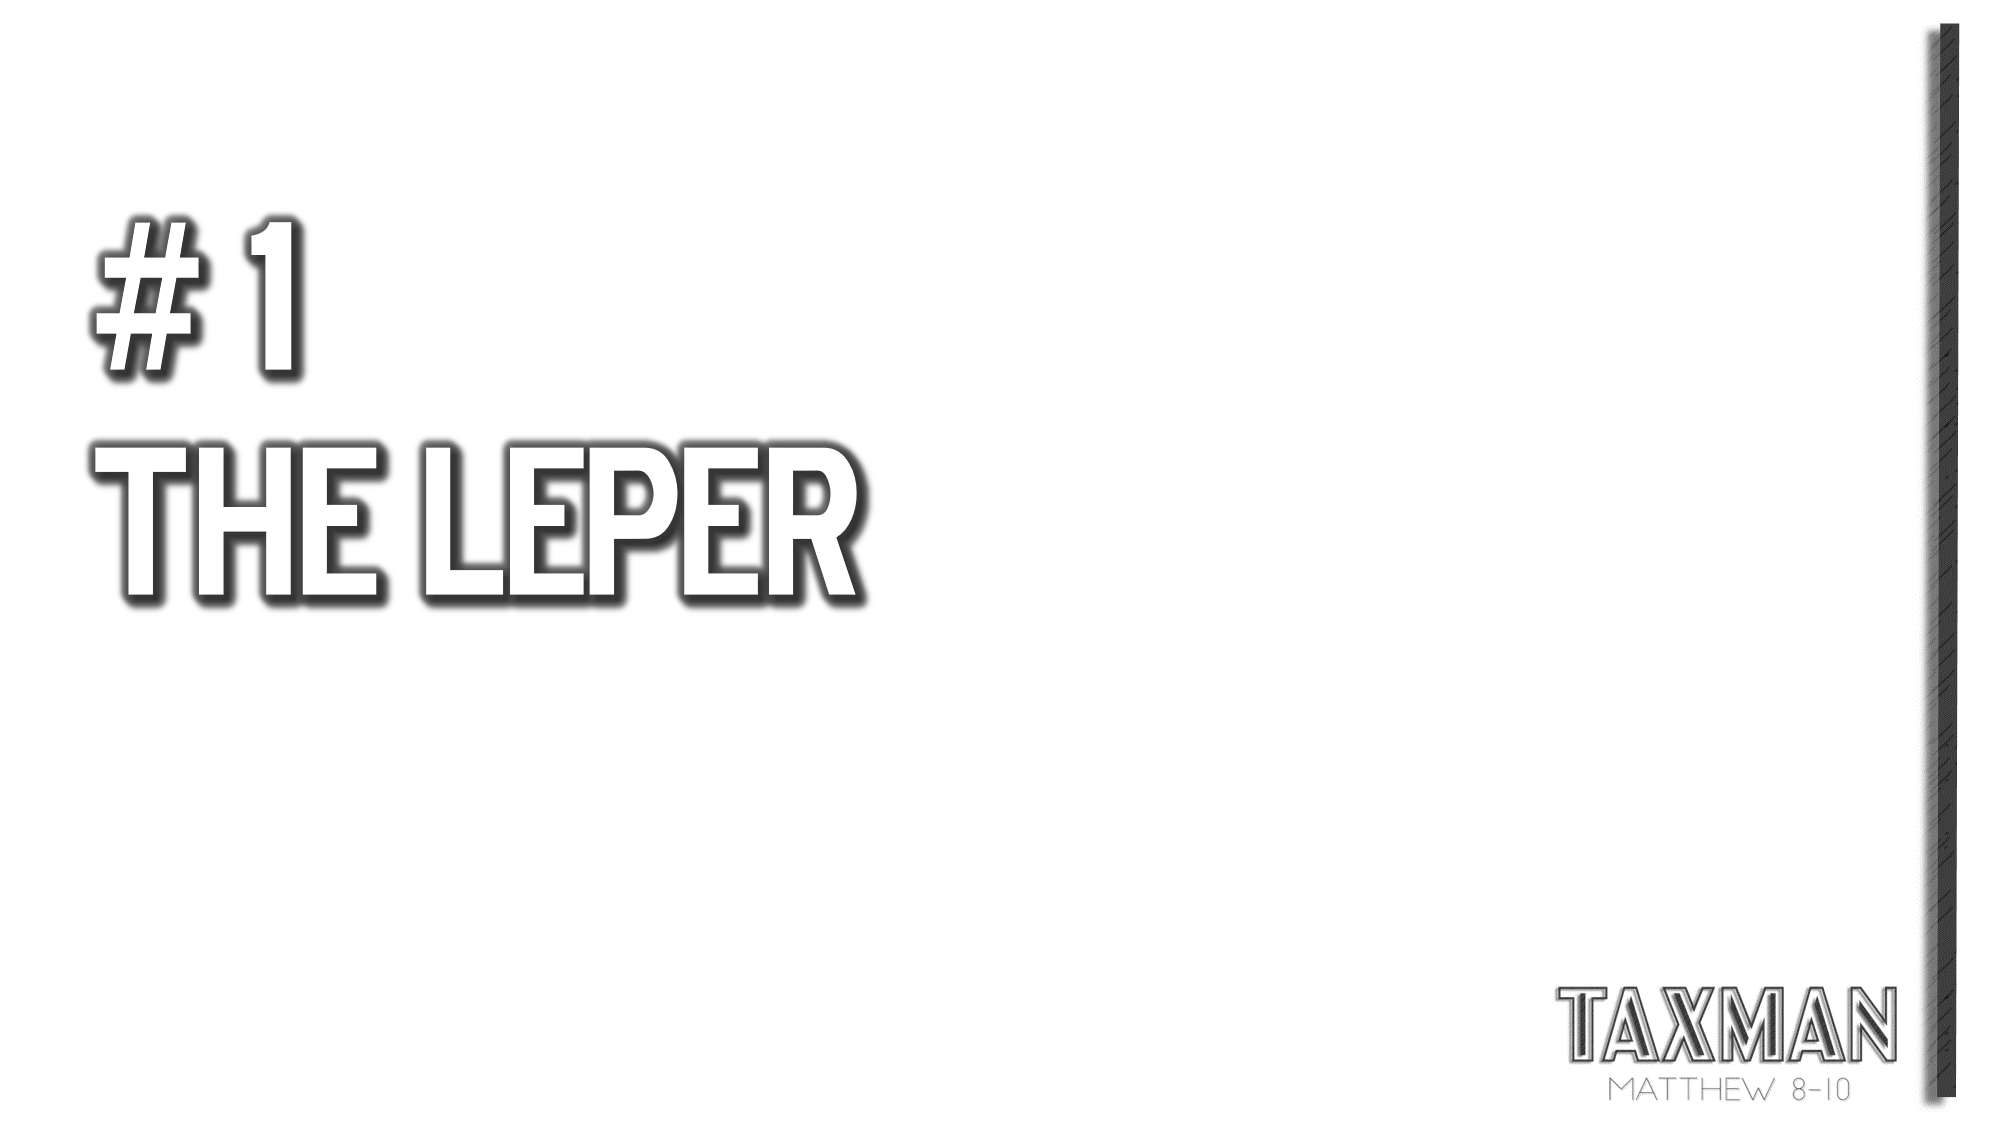 # 1
THE LEPER
TAXMAN
MATTHEW 8-10